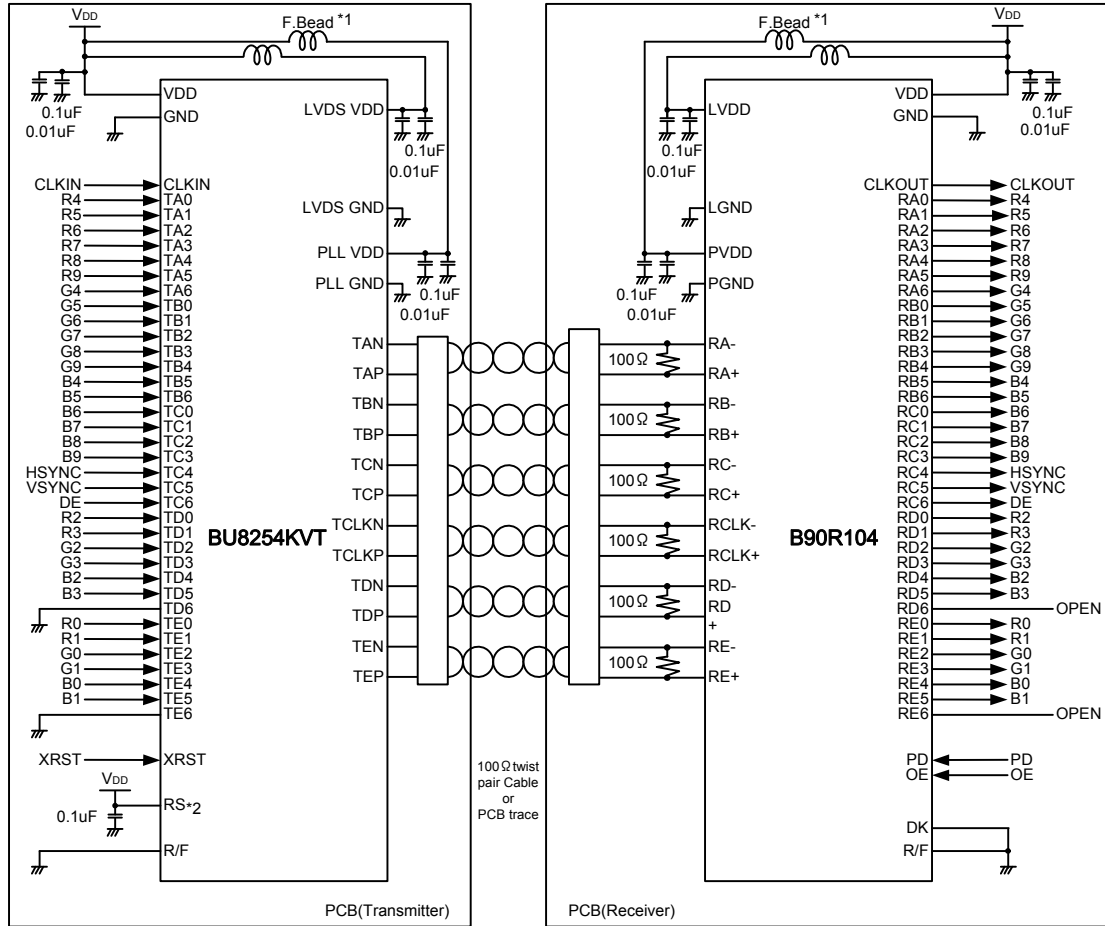 VDD
F.Bead *1
0.1uF
0.01uF
VDD
GND
LVDS VDD
0.1uF
0.01uF
LVDS GND
PLL VDD
PLL GND
0.1uF
0.01uF
CLKIN CLKIN
R4 TA0
R5 TA1
R6 TA2
R7 TA3
R8 TA4
R9 TA5
G4 TA6
G5 TB0
G6 TB1
G7 TB2
G8 TB3
G9 TB4
B4 TB5
B5 TB6
B6 TC0
B7 TC1
B8 TC2
B9 TC3
HSYNC TC4
VSYNC TC5
DE TC6
R2 TD0
R3 TD1
G2 TD2
G3 TD3
B2 TD4
B3 TD5
TD6
R0 TE0
R1 TE1
G0 TE2
G1 TE3
B0 TE4
B1 TE5
TE6
XRST XRST
VDD
RS*2
0.1uF
R/F
BU8254KVT
TAN
TAP
TBN
TBP
TCN
TCP
TCLKN
TCLKP
TDN
TDP
TEN
TEP
PCB(Transmitter)
100Ω twist
pair Cable
or
PCB trace
F.Bead *1
VDD
LVDD
0.1uF
0.01uF
LGND
PVDD
PGND
0.1uF
0.01uF
VDD
GND
0.1uF
0.01uF
100Ω
RA-
RA+
100Ω
RB-
RB+
100Ω
RC-
RC+
100Ω
RCLK-
RCLK+
100Ω
RD-
RD
+
100Ω
RE-
RE+
B90R104
CLKOUT CLKOUT
RA0 R4
RA1 R5
RA2 R6
RA3 R7
RA4 R8
RA5 R9
RA6 G4
RB0 G5
RB1 G6
RB2 G7
RB3 G8
RB4 G9
RB5 B4
RB6 B5
RC0 B6
RC1 B7
RC2 B8
RC3 B9
RC4 HSYNC
RC5 VSYNC
RC6 DE
RD0 R2
RD1 R3
RD2 G2
RD3 G3
RD4 B2
RD5 B3
RD6 OPEN
RE0 R0
RE1 R1
RE2 G0
RE3 G1
RE4 B0
RE5 B1
RE6 OPEN
PD PD
OE OE
DK
R/F
PCB(Receiver)